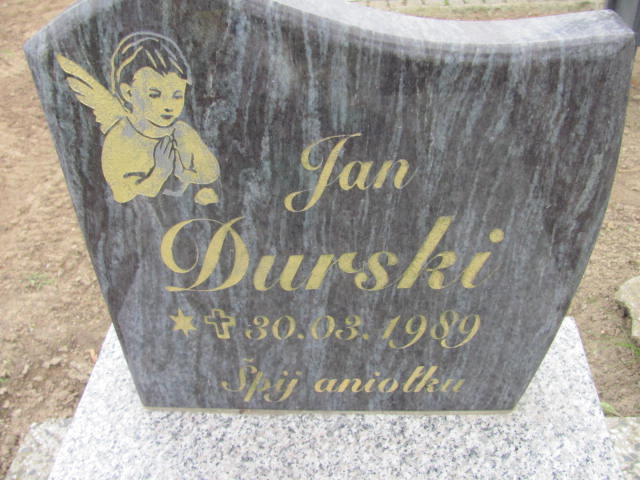 Jan
Durski
* ✝ 30.03.1989
Śpij aniołku